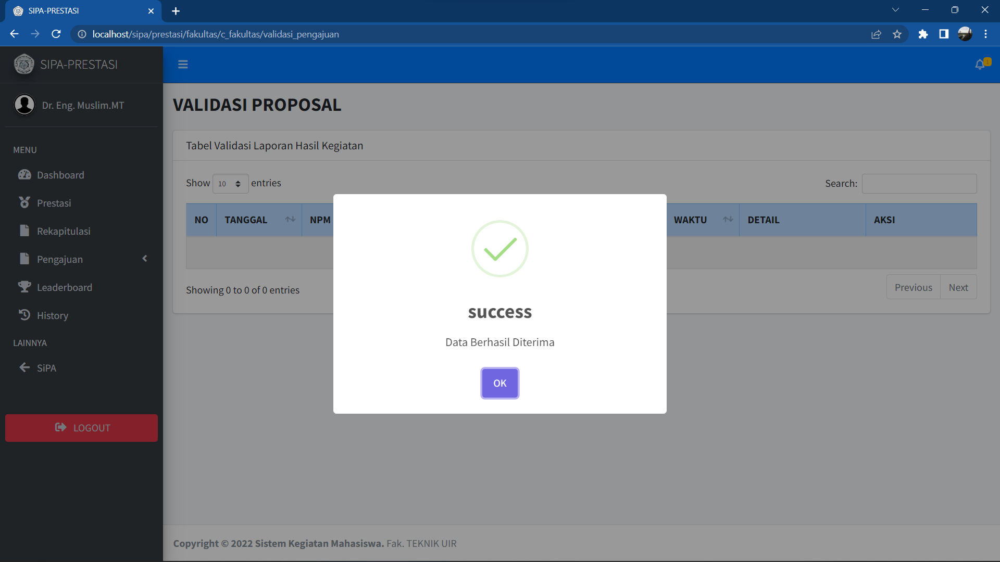 SIPA-PRESTASI
localhost/sipa/prestasi/fakultas/c_fakultas/validasi_pengajuan
SIPA-PRESTASI
1
Dr. Eng. Muslim.MT
MENU
Dashboard
Prestasi
Rekapitulasi
Pengajuan
Leaderboard
History
LAINNYA
SiPA
LOGOUT
VALIDASI PROPOSAL
Tabel Validasi Laporan Hasil Kegiatan
Show 10 entries
Search:
NO TANGGAL NPM WAKTU DETAIL AKSI
Showing 0 to 0 of 0 entries
Previous Next
success
Data Berhasil Diterima
OK
Copyright © 2022 Sistem Kegiatan Mahasiswa. Fak. TEKNIK UIR